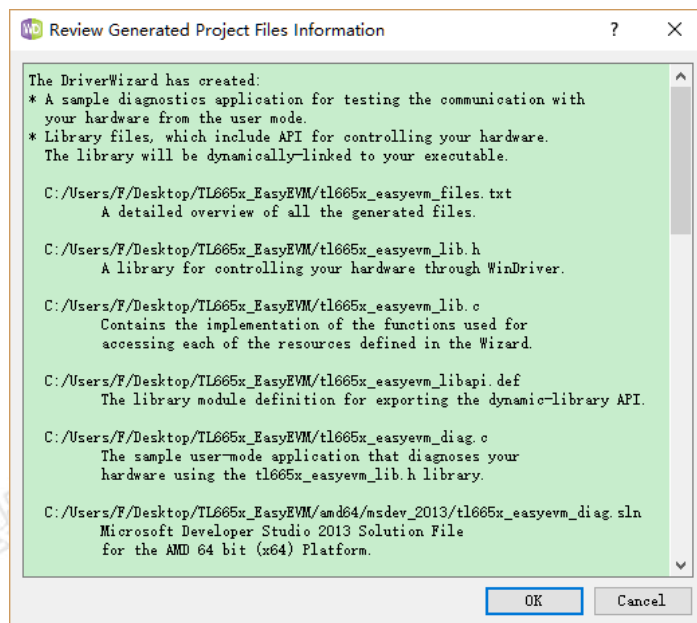 WD Review Generated Project Files Information ? ×
The DriverWizard has created:
* A sample diagnostics application for testing the communication with
your hardware from the user mode.
* Library files, which include API for controlling your hardware.
The library will be dynamically-linked to your executable.
C:/Users/F/Desktop/TL665x_EasyEVM/tl665x_easyevm_files.txt
A detailed overview of all the generated files.
C:/Users/F/Desktop/TL665x_EasyEVM/tl665x_easyevm_lib.h
A library for controlling your hardware through WinDriver.
C:/Users/F/Desktop/TL665x_EasyEVM/tl665x_easyevm_lib.c
Contains the implementation of the functions used for
accessing each of the resources defined in the Wizard.
C:/Users/F/Desktop/TL665x_EasyEVM/tl665x_easyevm_libapi.def
The library module definition for exporting the dynamic-library API.
C:/Users/F/Desktop/TL665x_EasyEVM/tl665x_easyevm_diag.c
The sample user-mode application that diagnoses your
hardware using the tl665x_easyevm_lib.h library.
C:/Users/F/Desktop/TL665x_EasyEVM/amd64/msdev_2013/tl665x_easyevm_diag.sln
Microsoft Developer Studio 2013 Solution File
for the AMD 64 bit (x64) Platform.
OK Cancel